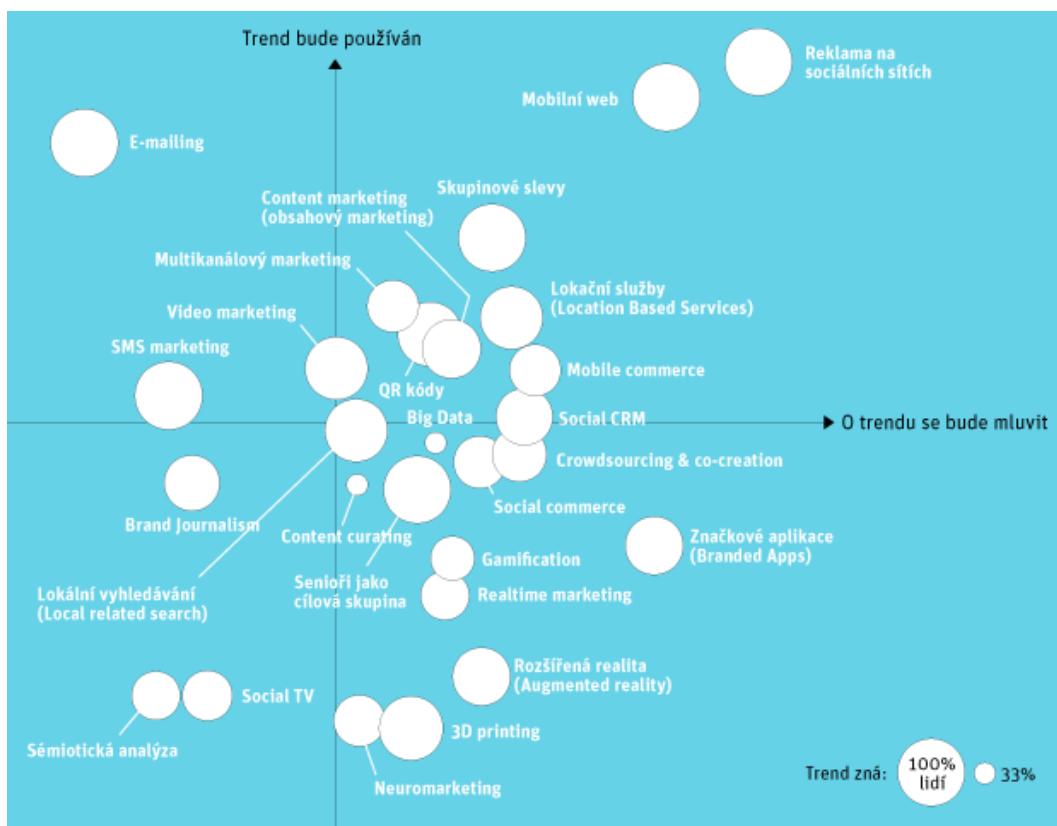 Trend bude používán
Reklama na
sociálních sítích
Mobilní web
E-mailing
Skupinové slevy
Content marketing
(obsahový marketing)
Multikanálový marketing
Lokační služby
(Location Based Services)
Video marketing
SMS marketing
Mobile commerce
QR kódy
Big Data
Social CRM
O trendu se bude mluvit
Crowdsourcing & co-creation
Social commerce
Brand Journalism
Content curating
Značkové aplikace
(Branded Apps)
Gamification
Senioři jako
cílová skupina
Realtime marketing
Lokální vyhledávání
(Local related search)
Rozšířená realita
(Augmented reality)
Social TV
3D printing
Sémiotická analýza
Neuromarketing
Trend zná:
100%
lidí
33%